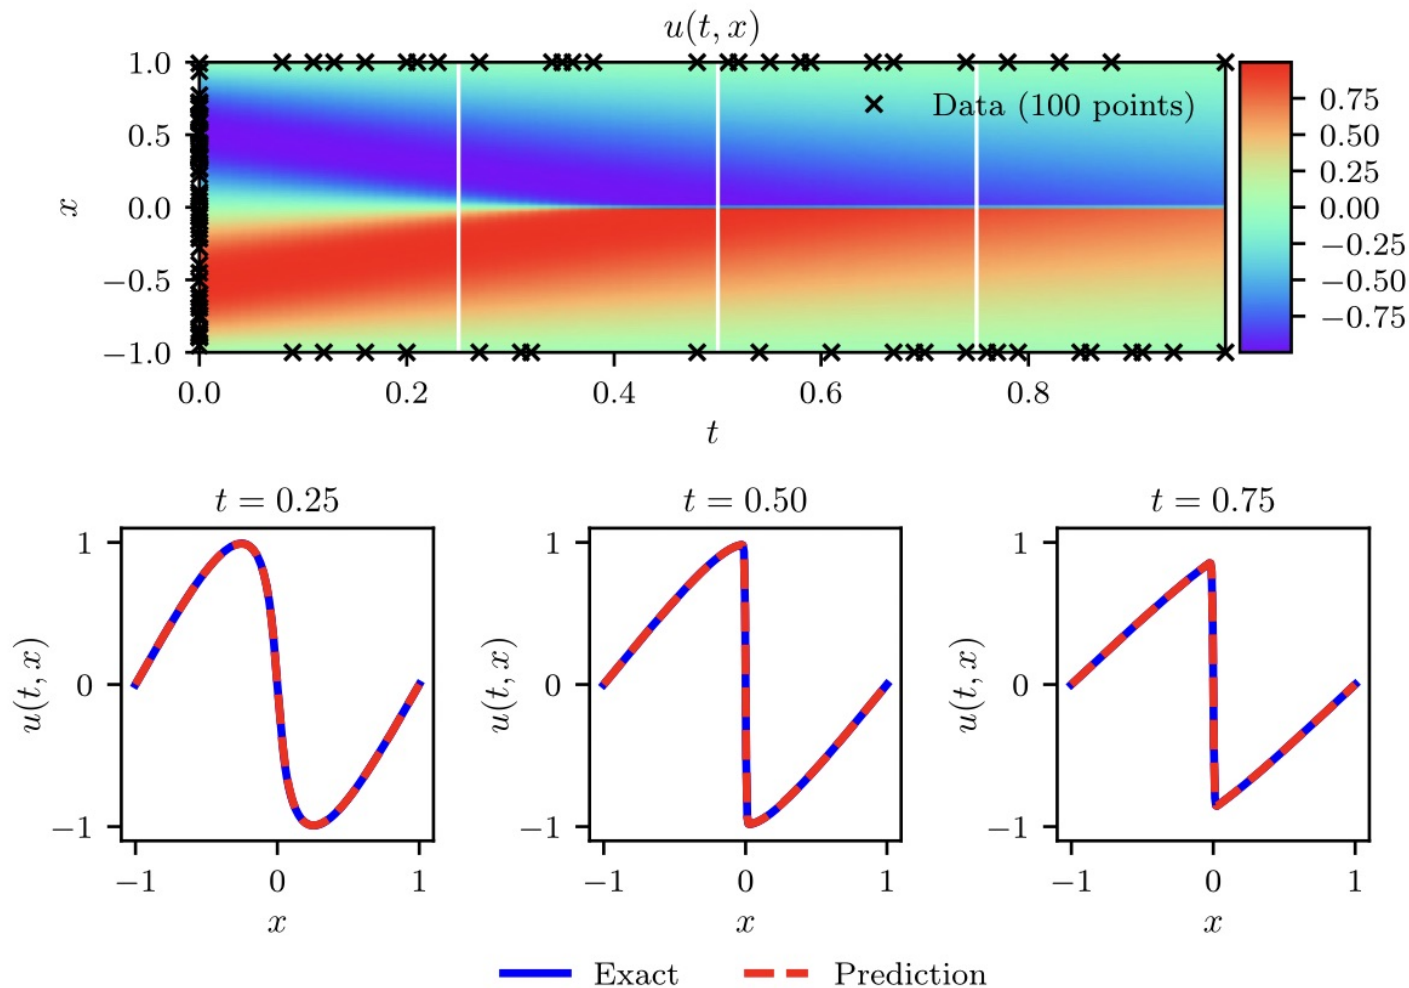 u(t, x)
1.0
0.5
0.0
−0.5
−1.0
x
Data (100 points)
0.75
0.50
0.25
0.00
−0.25
−0.50
−0.75
0.0 0.2 0.4 0.6 0.8
t
t = 0.25 t = 0.50 t = 0.75
u(t, x)
1
0
−1
−1 0 1
x
u(t, x)
1
0
−1
−1 0 1
x
u(t, x)
1
0
−1
−1 0 1
x
Exact Prediction